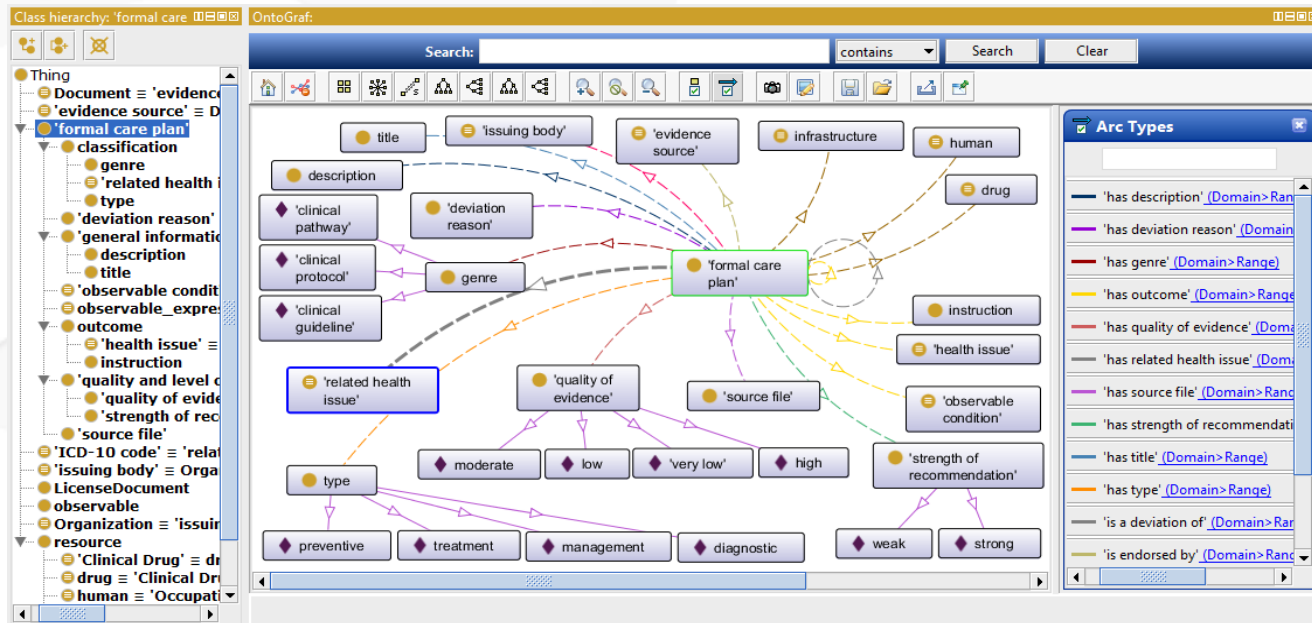 Class hierarchy: 'formal care
Thing
Document ≡ 'evidence
'evidence source' ≡ D
'formal care plan'
classification
genre
'related health i
type
'deviation reason'
'general informatio
description
title
'observable condit
observable_expres
outcome
'health issue' ≡
instruction
'quality and level o
'quality of evide
'strength of reco
'source file'
'ICD-10 code' ≡ 'relat
'issuing body' ≡ Orga
LicenseDocument
observable
Organization ≡ 'issuin
resource
'Clinical Drug' ≡ dr
drug ≡ 'Clinical Dru
human ≡ 'Occupati
OntoGraf:
Search:
contains
Search
Clear
title
'issuing body'
'evidence
source'
infrastructure
human
description
drug
'clinical
pathway'
'deviation
reason'
'clinical
protocol'
genre
'formal care
plan'
'clinical
guideline'
instruction
'health issue'
'related health
issue'
'quality of
evidence'
'source file'
'observable
condition'
moderate
low
'very low'
high
'strength of
recommendation'
type
preventive
treatment
management
diagnostic
weak
strong
Arc Types
'has description' (Domain>Ran
'has deviation reason' (Domain
'has genre' (Domain>Range)
'has outcome' (Domain>Range
'has quality of evidence' (Doma
'has related health issue' (Doma
'has source file' (Domain>Rang
'has strength of recommendati
'has title' (Domain>Range)
'has type' (Domain>Range)
'is a deviation of' (Domain>Ran
'is endorsed by' (Domain>Rang